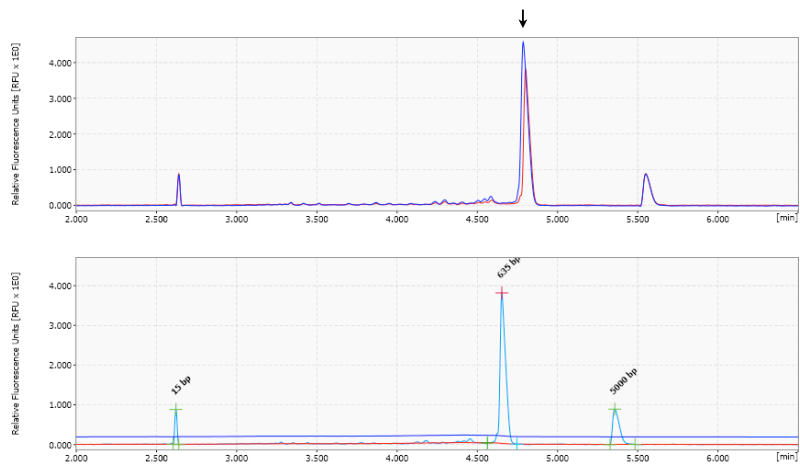 Relative Fluorescence Units [RFU x 1E0]
4.000
3.000
2.000
1.000
0.000
2.000 2.500 3.000 3.500 4.000 4.500 5.000 5.500 6.000 [min]
Relative Fluorescence Units [RFU x 1E0]
4.000
3.000
2.000
1.000
0.000
15 bp
635 bp
5000 bp
2.000 2.500 3.000 3.500 4.000 4.500 5.000 5.500 6.000 [min]